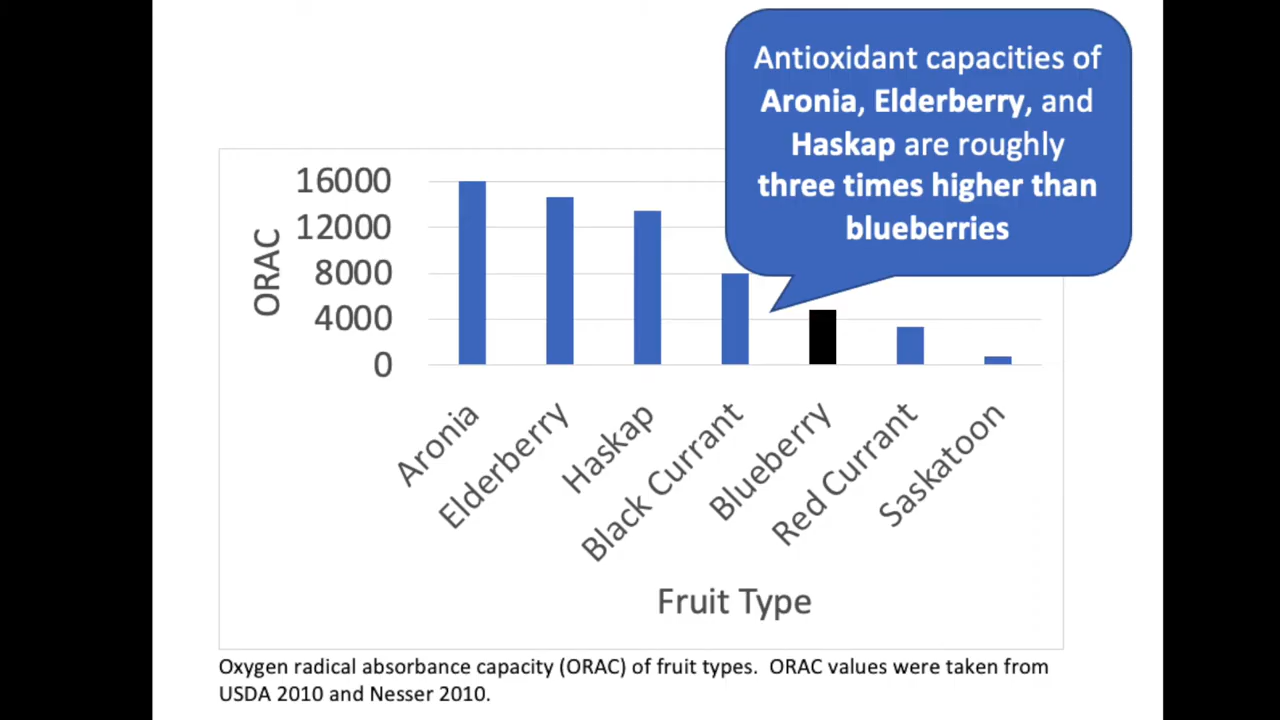 Antioxidant capacities of
Aronia, Elderberry, and
Haskap are roughly
three times higher than
blueberries
16000
12000
8000
4000
0
ORAC
Aronia
Elderberry
Haskap
Black Currant
Blueberry
Red Currant
Saskatoon
Fruit Type
Oxygen radical absorbance capacity (ORAC) of fruit types.  ORAC values were taken from
USDA 2010 and Nesser 2010.